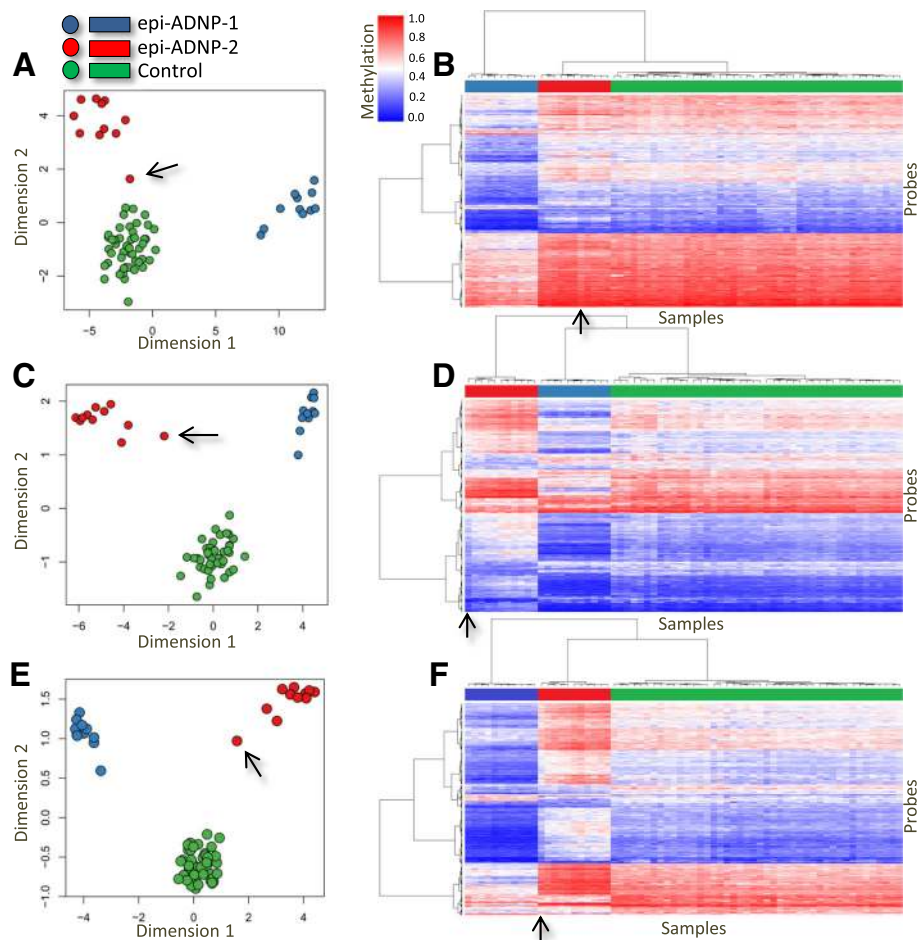 epi-ADNP-1
epi-ADNP-2
Control
A
Dimension 2
4
2
0
−2
−5
0
5
10
Dimension 1
Methylation
1.0
0.8
0.6
0.4
0.2
0.0
B
Probes
Samples
C
Dimension 2
2
1
0
−1
−6
−4
−2
0
2
4
Dimension 1
D
Probes
Samples
E
Dimension 2
1.5
1.0
0.5
0.0
−0.5
−1.0
−4
−2
0
2
4
Dimension 1
F
Probes
Samples